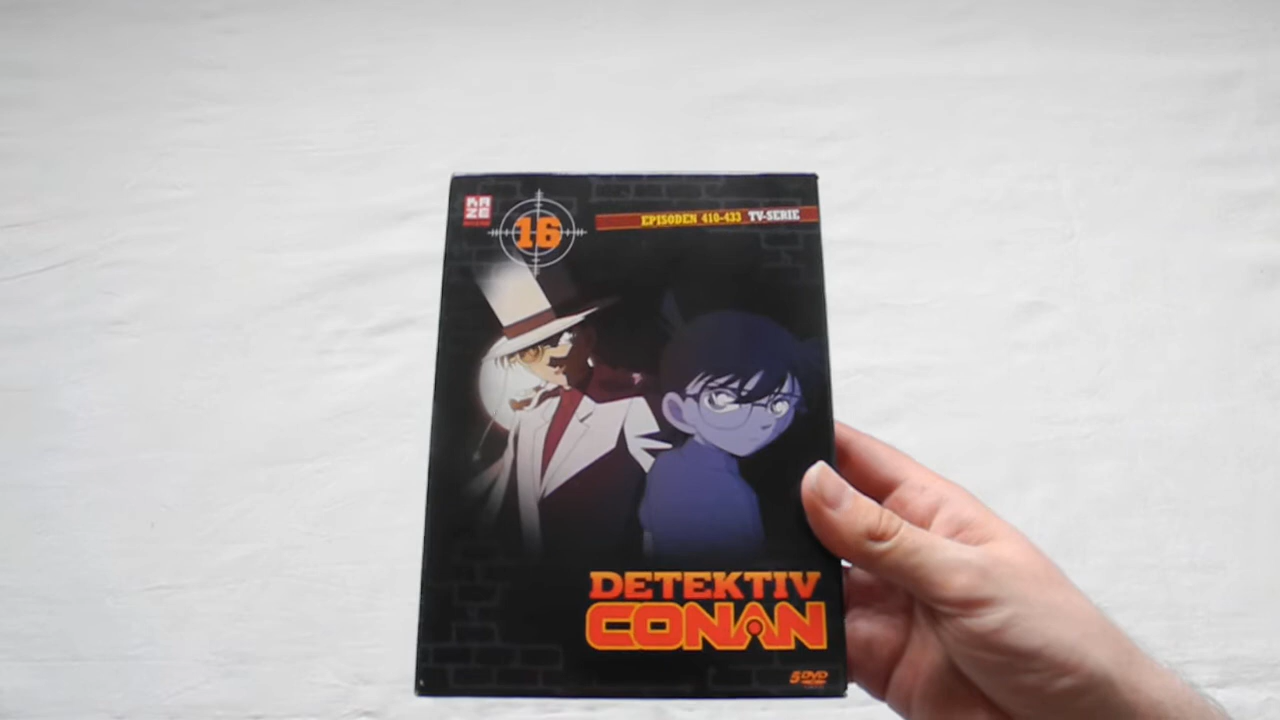 KAZE
16
EPISODEN 410-433 TV-SERIE
DETEKTIV
CONAN
5 DVD